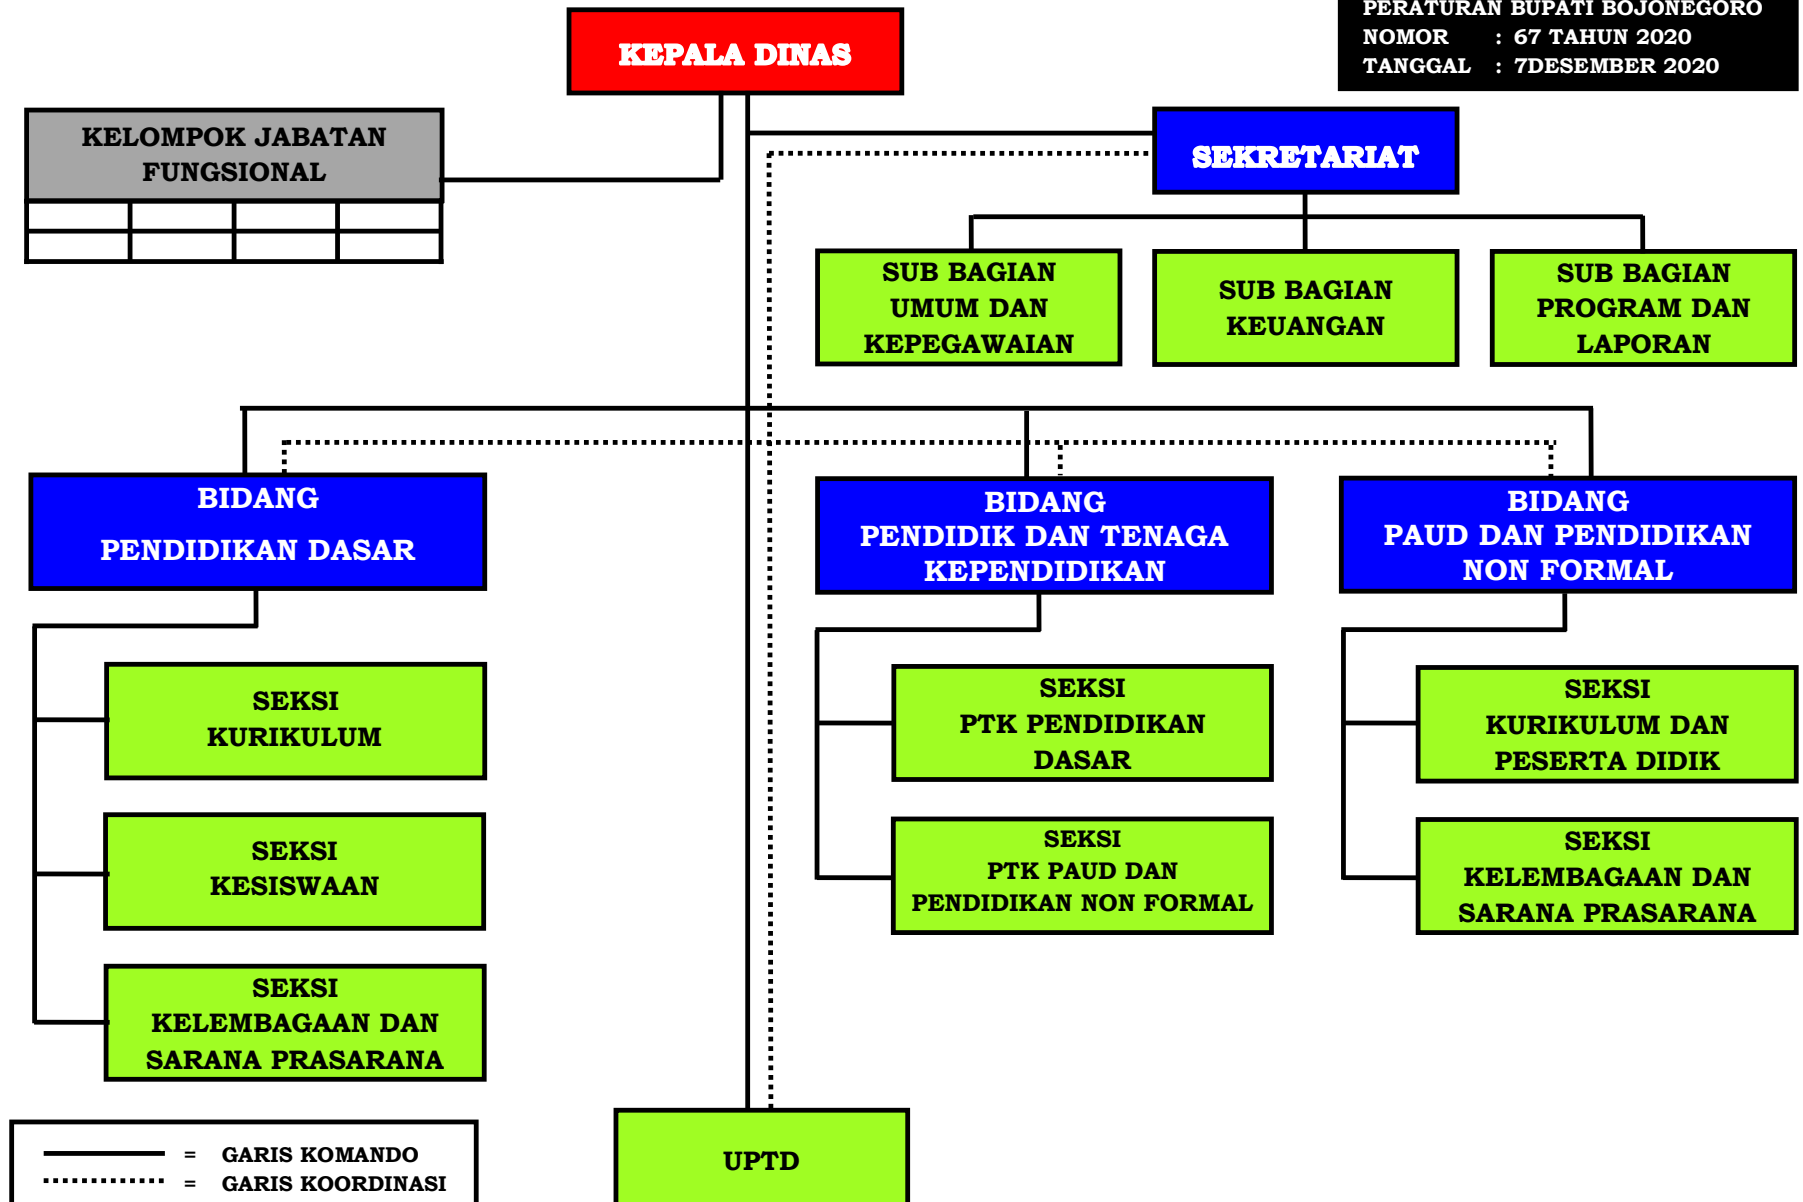 PERATURAN BUPATI BOJONEGORO
NOMOR : 67 TAHUN 2020
TANGGAL : 7DESEMBER 2020
KEPALA DINAS
KELOMPOK JABATAN
FUNGSIONAL
SEKRETARIAT
SUB BAGIAN
UMUM DAN
KEPEGAWAIAN
SUB BAGIAN
KEUANGAN
SUB BAGIAN
PROGRAM DAN
LAPORAN
BIDANG
PENDIDIKAN DASAR
BIDANG
PENDIDIK DAN TENAGA
KEPENDIDIKAN
BIDANG
PAUD DAN PENDIDIKAN
NON FORMAL
SEKSI
KURIKULUM
SEKSI
KESISWAAN
SEKSI
KELEMBAGAAN DAN
SARANA PRASARANA
SEKSI
PTK PENDIDIKAN
DASAR
SEKSI
PTK PAUD DAN
PENDIDIKAN NON FORMAL
SEKSI
KURIKULUM DAN
PESERTA DIDIK
SEKSI
KELEMBAGAAN DAN
SARANA PRASARANA
= GARIS KOMANDO
= GARIS KOORDINASI
UPTD